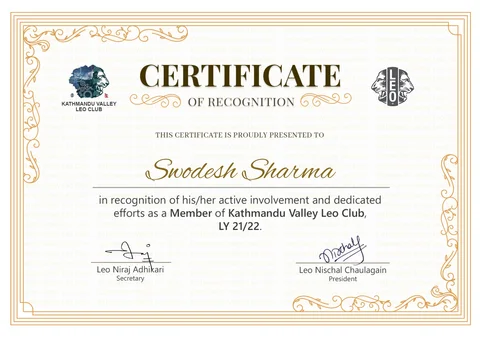 CERTIFICATE
OF RECOGNITION
KATHMANDU VALLEY
LEO CLUB
LEO
THIS CERTIFICATE IS PROUDLY PRESENTED TO
Swodesh Sharma
in recognition of his/her active involvement and dedicated
efforts as a Member of Kathmandu Valley Leo Club,
LY 21/22.
Leo Niraj Adhikari
Secretary
Leo Nischal Chaulagain
President